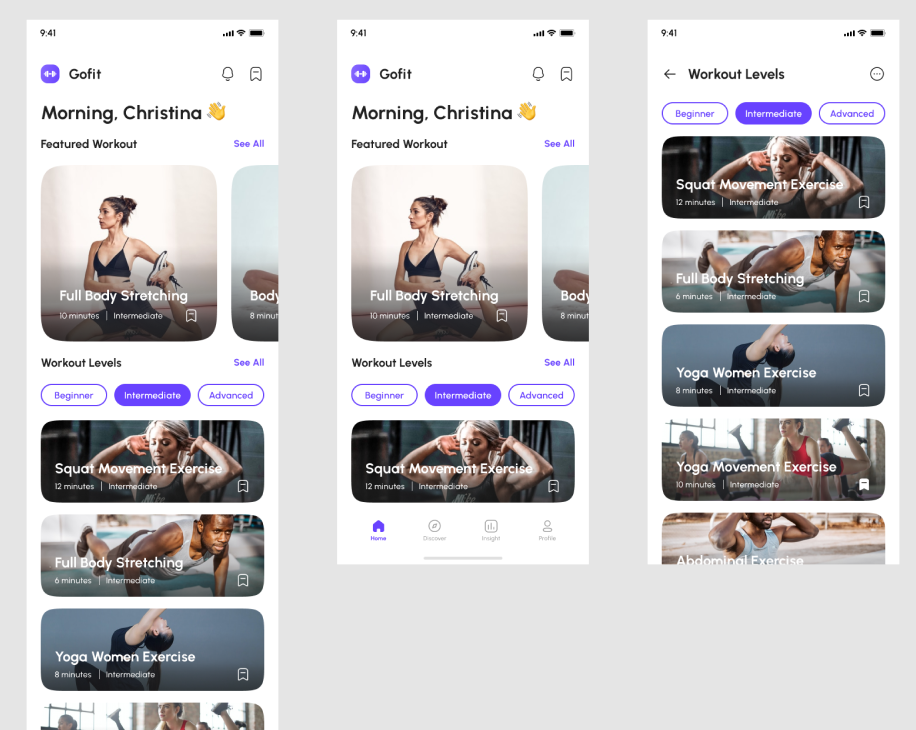 9:41
Gofit
Morning, Christina 👋
Featured Workout See All
Full Body Stretching
10 minutes | Intermediate
Body
8 minut
Workout Levels See All
Beginner Intermediate Advanced
Squat Movement Exercise
12 minutes | Intermediate
Full Body Stretching
6 minutes | Intermediate
Yoga Women Exercise
8 minutes | Intermediate
9:41
Gofit
Morning, Christina 👋
Featured Workout See All
Full Body Stretching
10 minutes | Intermediate
Body
8 minut
Workout Levels See All
Beginner Intermediate Advanced
Squat Movement Exercise
12 minutes | Intermediate
Home Discover Insight Profile
9:41
Workout Levels
Beginner Intermediate Advanced
Squat Movement Exercise
12 minutes | Intermediate
Full Body Stretching
6 minutes | Intermediate
Yoga Women Exercise
8 minutes | Intermediate
Yoga Movement Exercise
10 minutes | Intermediate
Abdominal Exercise